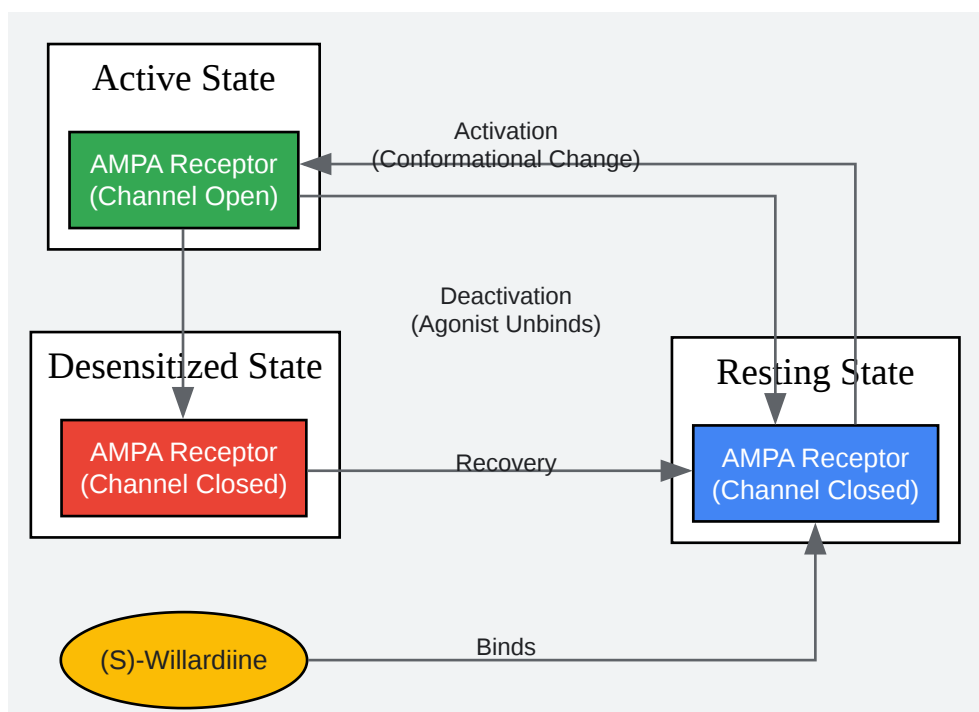 Active State
AMPA Receptor
(Channel Open)
Activation
(Conformational Change)
Deactivation
(Agonist Unbinds)
Desensitized State
AMPA Receptor
(Channel Closed)
Recovery
Resting State
AMPA Receptor
(Channel Closed)
(S)-Willardiine
Binds